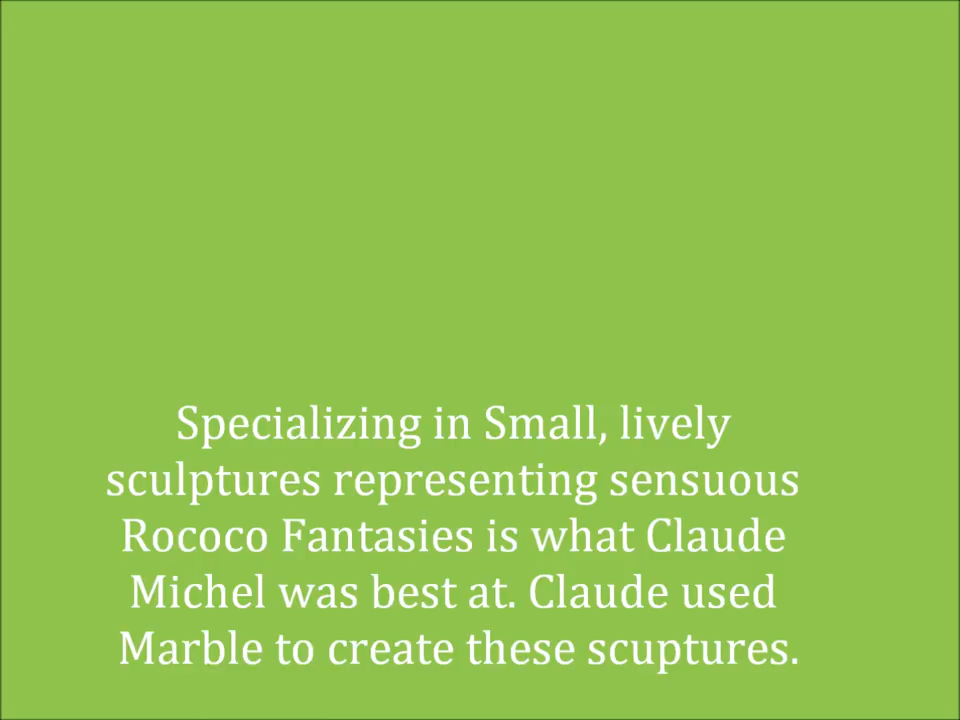 Specializing in Small, lively
sculptures representing sensuous
Rococo Fantasies is what Claude
Michel was best at. Claude used
Marble to create these scuptures.